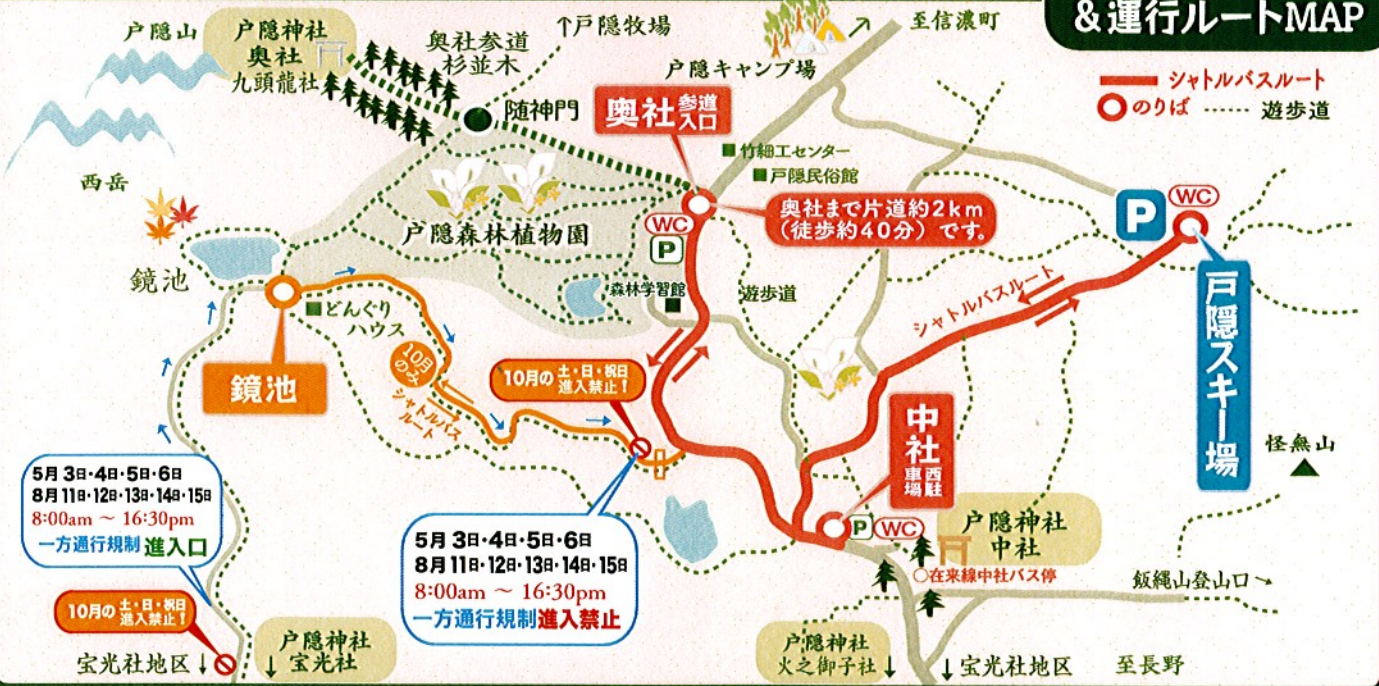 &運行ルートMAP
シャトルバスルート
のりば
遊歩道
戸隠山
戸隠神社
奥社
九頭龍社
奥社参道
杉並木
↑戸隠牧場
随神門
戸隠キャンプ場
至信濃町
奥社 参道入口
竹細工センター
戸隠民俗館
奥社まで片道約2km
(徒歩約40分)です。
WC
P
P
WC
戸隠スキー場
西岳
鏡池
戸隠森林植物園
森林学習館
遊歩道
シャトルバスルート
どんぐり
ハウス
鏡池
10月
のみ
シャトルバス
ルート
10月の 土・日・祝日
進入禁止!
中社 西駐車場
P
WC
怪無山
戸隠神社
中社
○在来線中社バス停
飯縄山登山口→
5月 3日・4日・5日・6日
8月 11日・12日・13日・14日・15日
8:00am ~ 16:30pm
一方通行規制 進入口
5月 3日・4日・5日・6日
8月 11日・12日・13日・14日・15日
8:00am ~ 16:30pm
一方通行規制進入禁止
10月の 土・日・祝日
進入禁止!
宝光社地区↓
↓
戸隠神社
宝光社
戸隠神社
火之御子社↓
↓宝光社地区
至長野